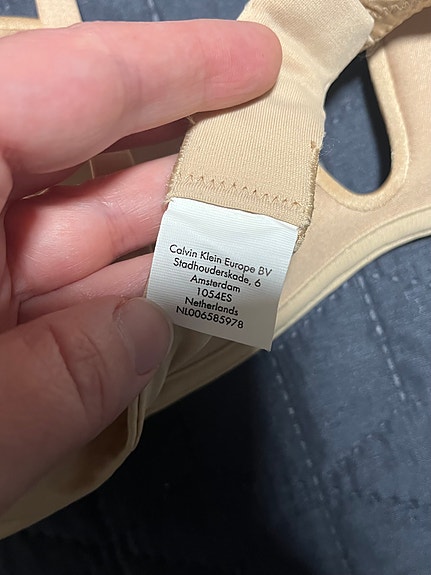 Calvin Klein Europe BV
Stadhouderskade, 6
Amsterdam
1054ES
Netherlands
NL006585978